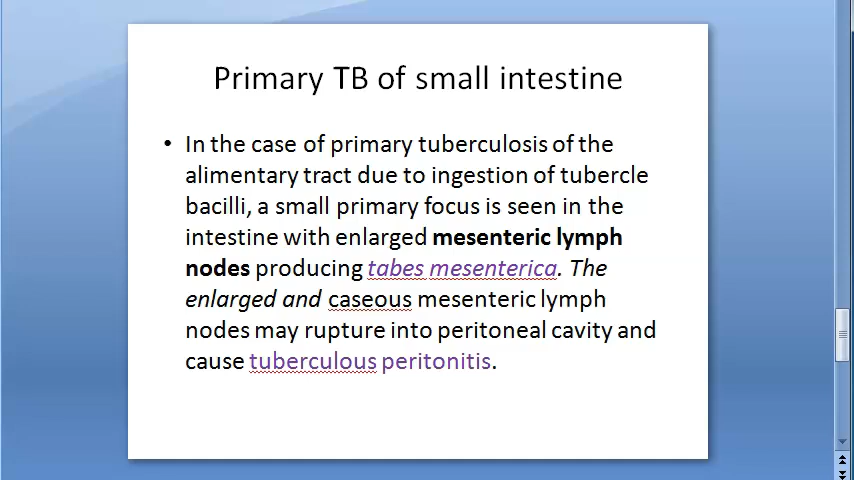 Primary TB of small intestine
• In the case of primary tuberculosis of the
alimentary tract due to ingestion of tubercle
bacilli, a small primary focus is seen in the
intestine with enlarged mesenteric lymph
nodes producing tabes mesenterica. The
enlarged and caseous mesenteric lymph
nodes may rupture into peritoneal cavity and
cause tuberculous peritonitis.